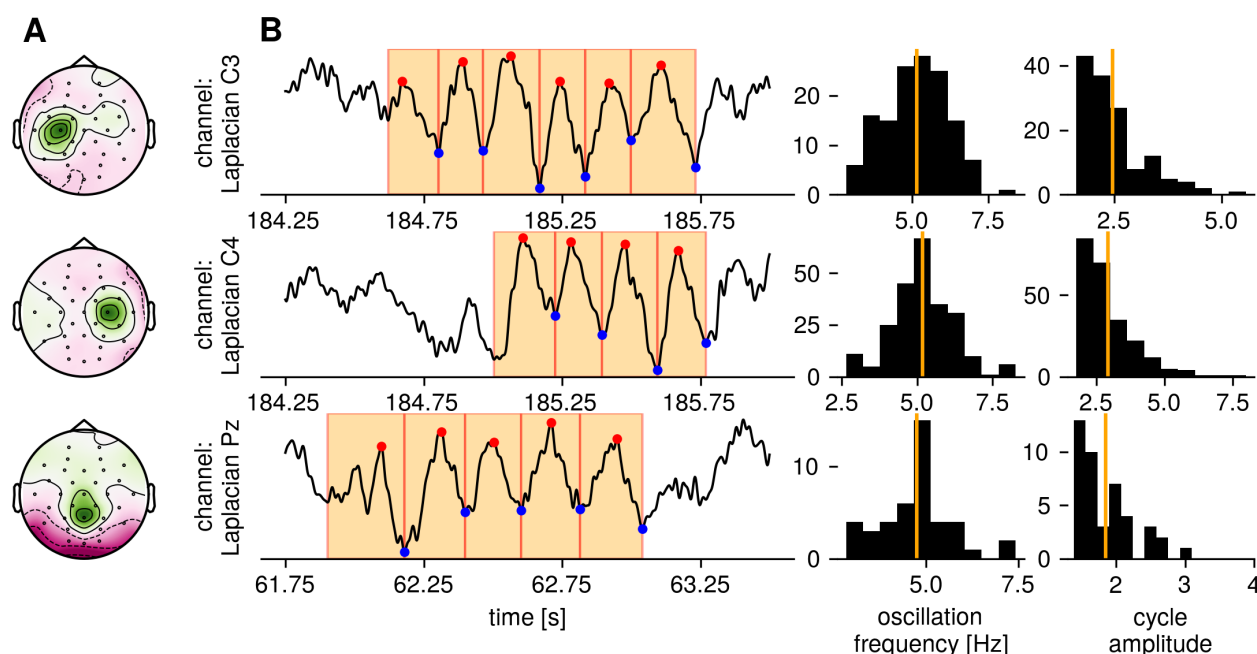 A
B
channel:
Laplacian C3
184.25 184.75 185.25 185.75
0 10 20
5.0 7.5
0 20 40
2.5 5.0
channel:
Laplacian C4
184.25 184.75 185.25 185.75
0 25 50
2.5 5.0 7.5
0 50
2.5 5.0 7.5
channel:
Laplacian Pz
61.75 62.25 62.75 63.25
time [s]
0 10
5.0 7.5
oscillation
frequency [Hz]
0 5 10
2 3 4
cycle
amplitude